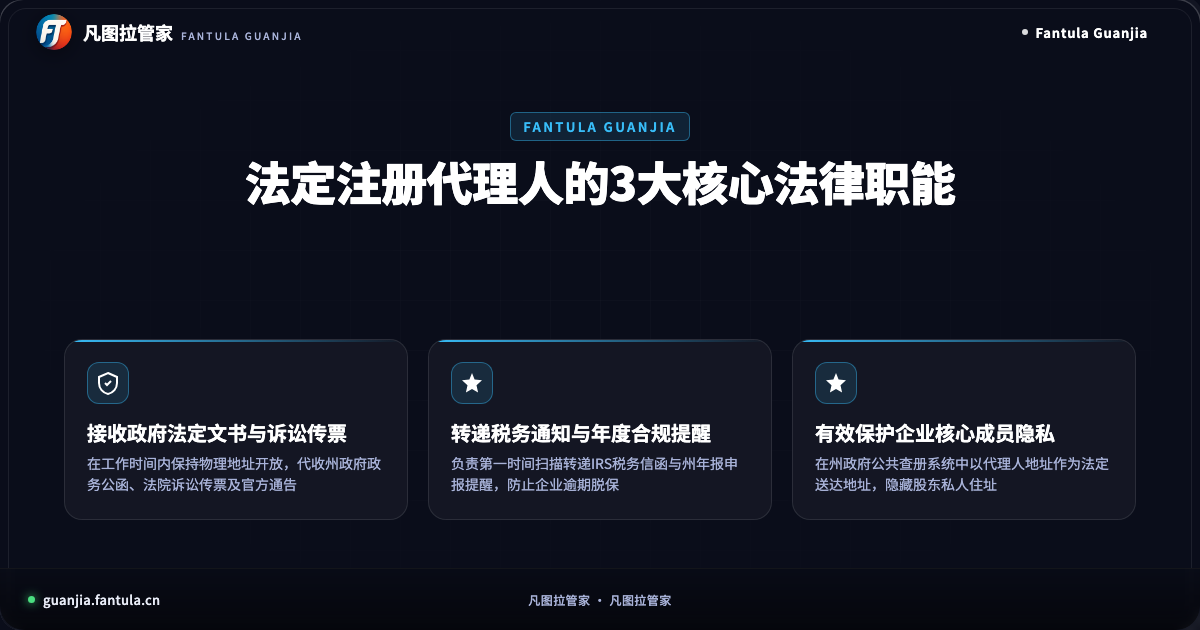 FT 凡图拉管家 FANTULA GUANJIA
Fantula Guanjia
FANTULA GUANJIA
法定注册代理人的3大核心法律职能
接收政府法定文书与诉讼传票
在工作时间内保持物理地址开放，代收州政府政
务公函、法院诉讼传票及官方通告
转递税务通知与年度合规提醒
负责第一时间扫描转递IRS税务信函与州年报申
报提醒，防止企业逾期脱保
有效保护企业核心成员隐私
在州政府公共查册系统中以代理人地址作为法定
送达地址，隐藏股东私人住址
guanjia.fantula.cn
凡图拉管家 · 凡图拉管家